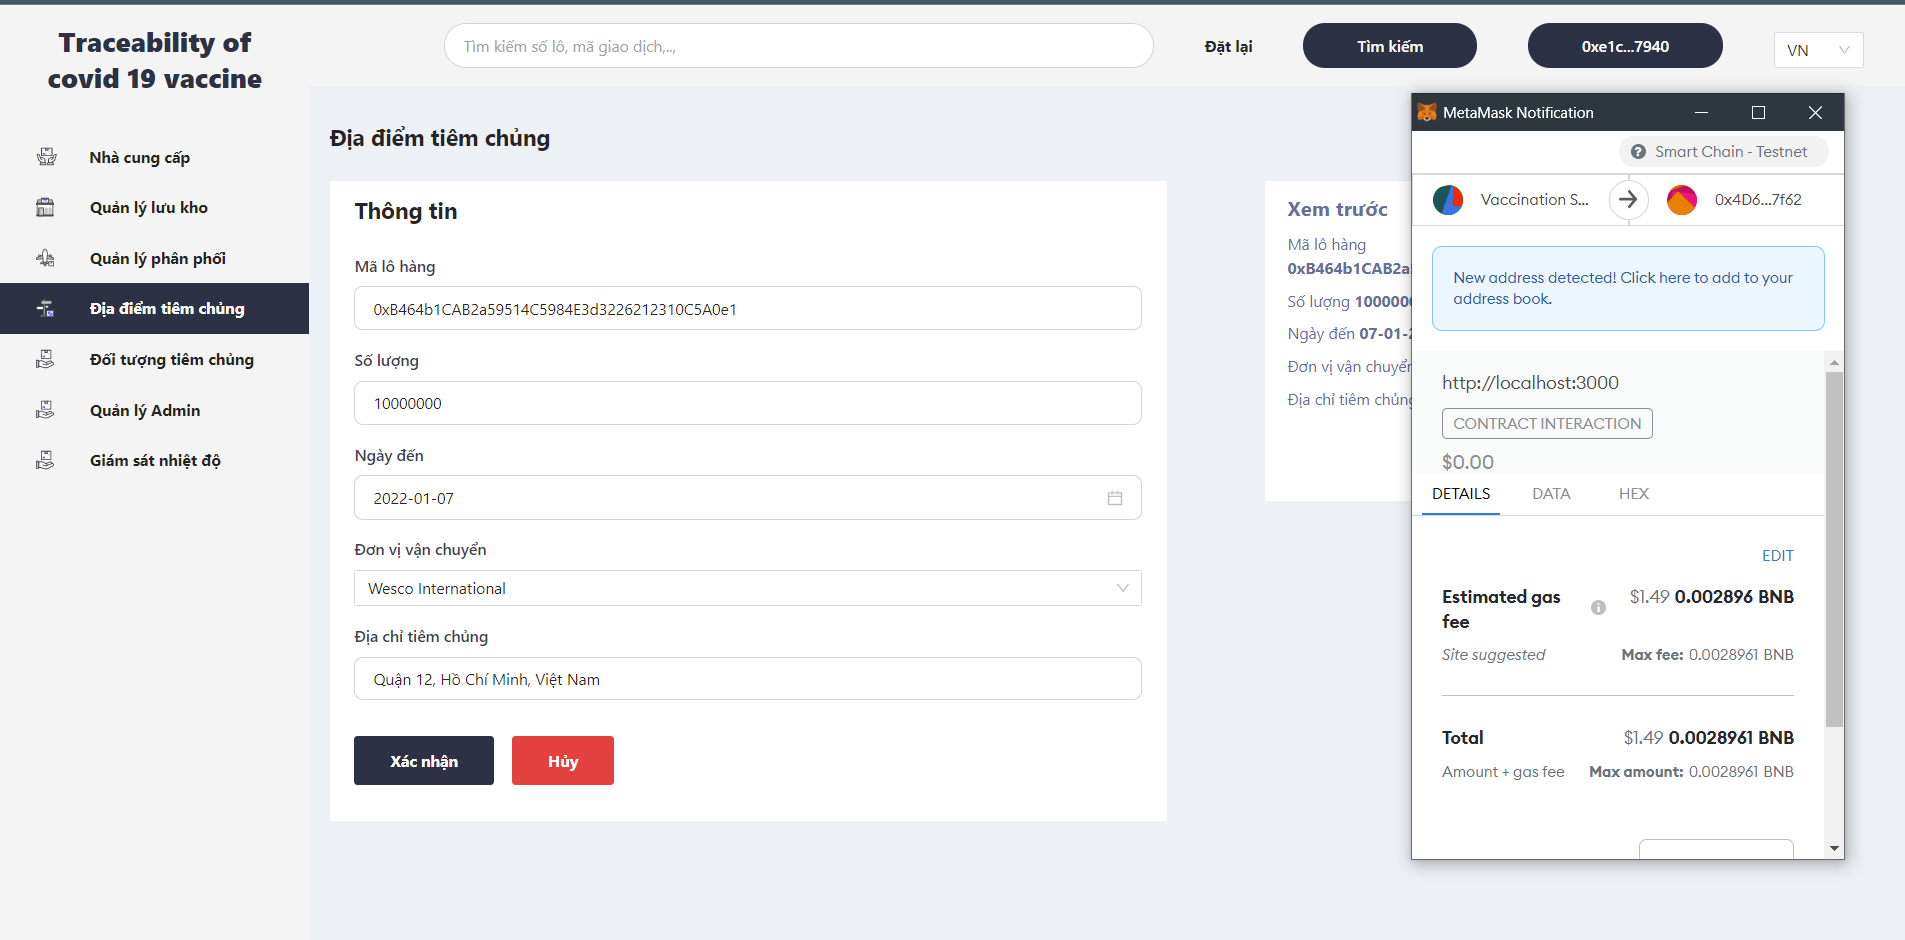 Traceability of
covid 19 vaccine
Tìm kiếm số lô, mã giao dịch,..,
Đặt lại
Tìm kiếm
0xe1c...7940
VN
Nhà cung cấp
Quản lý lưu kho
Quản lý phân phối
Địa điểm tiêm chủng
Đối tượng tiêm chủng
Quản lý Admin
Giám sát nhiệt độ
Địa điểm tiêm chủng
Thông tin
Mã lô hàng
0xB464b1CAB2a59514C5984E3d3226212310C5A0e1
Số lượng
10000000
Ngày đến
2022-01-07
Đơn vị vận chuyển
Wesco International
Địa chỉ tiêm chủng
Quận 12, Hồ Chí Minh, Việt Nam
Xác nhận
Hủy
Xem trước
Mã lô hàng
0xB464b1CAB2a
Số lượng 1000000
Ngày đến 07-01-2
Đơn vị vận chuyển
Địa chỉ tiêm chủng
MetaMask Notification
Smart Chain - Testnet
Vaccination S...
0x4D6...7f62
New address detected! Click here to add to your
address book.
http://localhost:3000
CONTRACT INTERACTION
$0.00
DETAILS
DATA
HEX
EDIT
Estimated gas
fee
$1.49 0.002896 BNB
Site suggested
Max fee: 0.0028961 BNB
Total
$1.49 0.0028961 BNB
Amount + gas fee
Max amount: 0.0028961 BNB